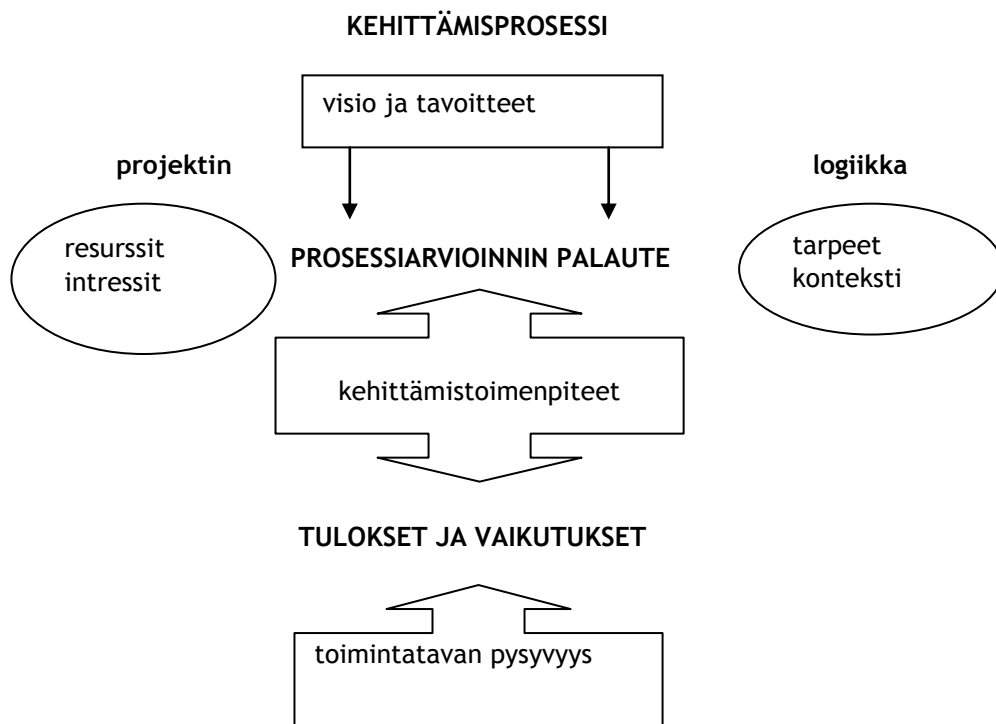 KEHITTÄMISPROSESSI
visio ja tavoitteet
projektin
logiikka
resurssit
intressit
PROSESSIARVIOINNIN PALAUTE
tarpeet
konteksti
kehittämistoimenpiteet
TULOKSET JA VAIKUTUKSET
toimintatavan pysyvyys